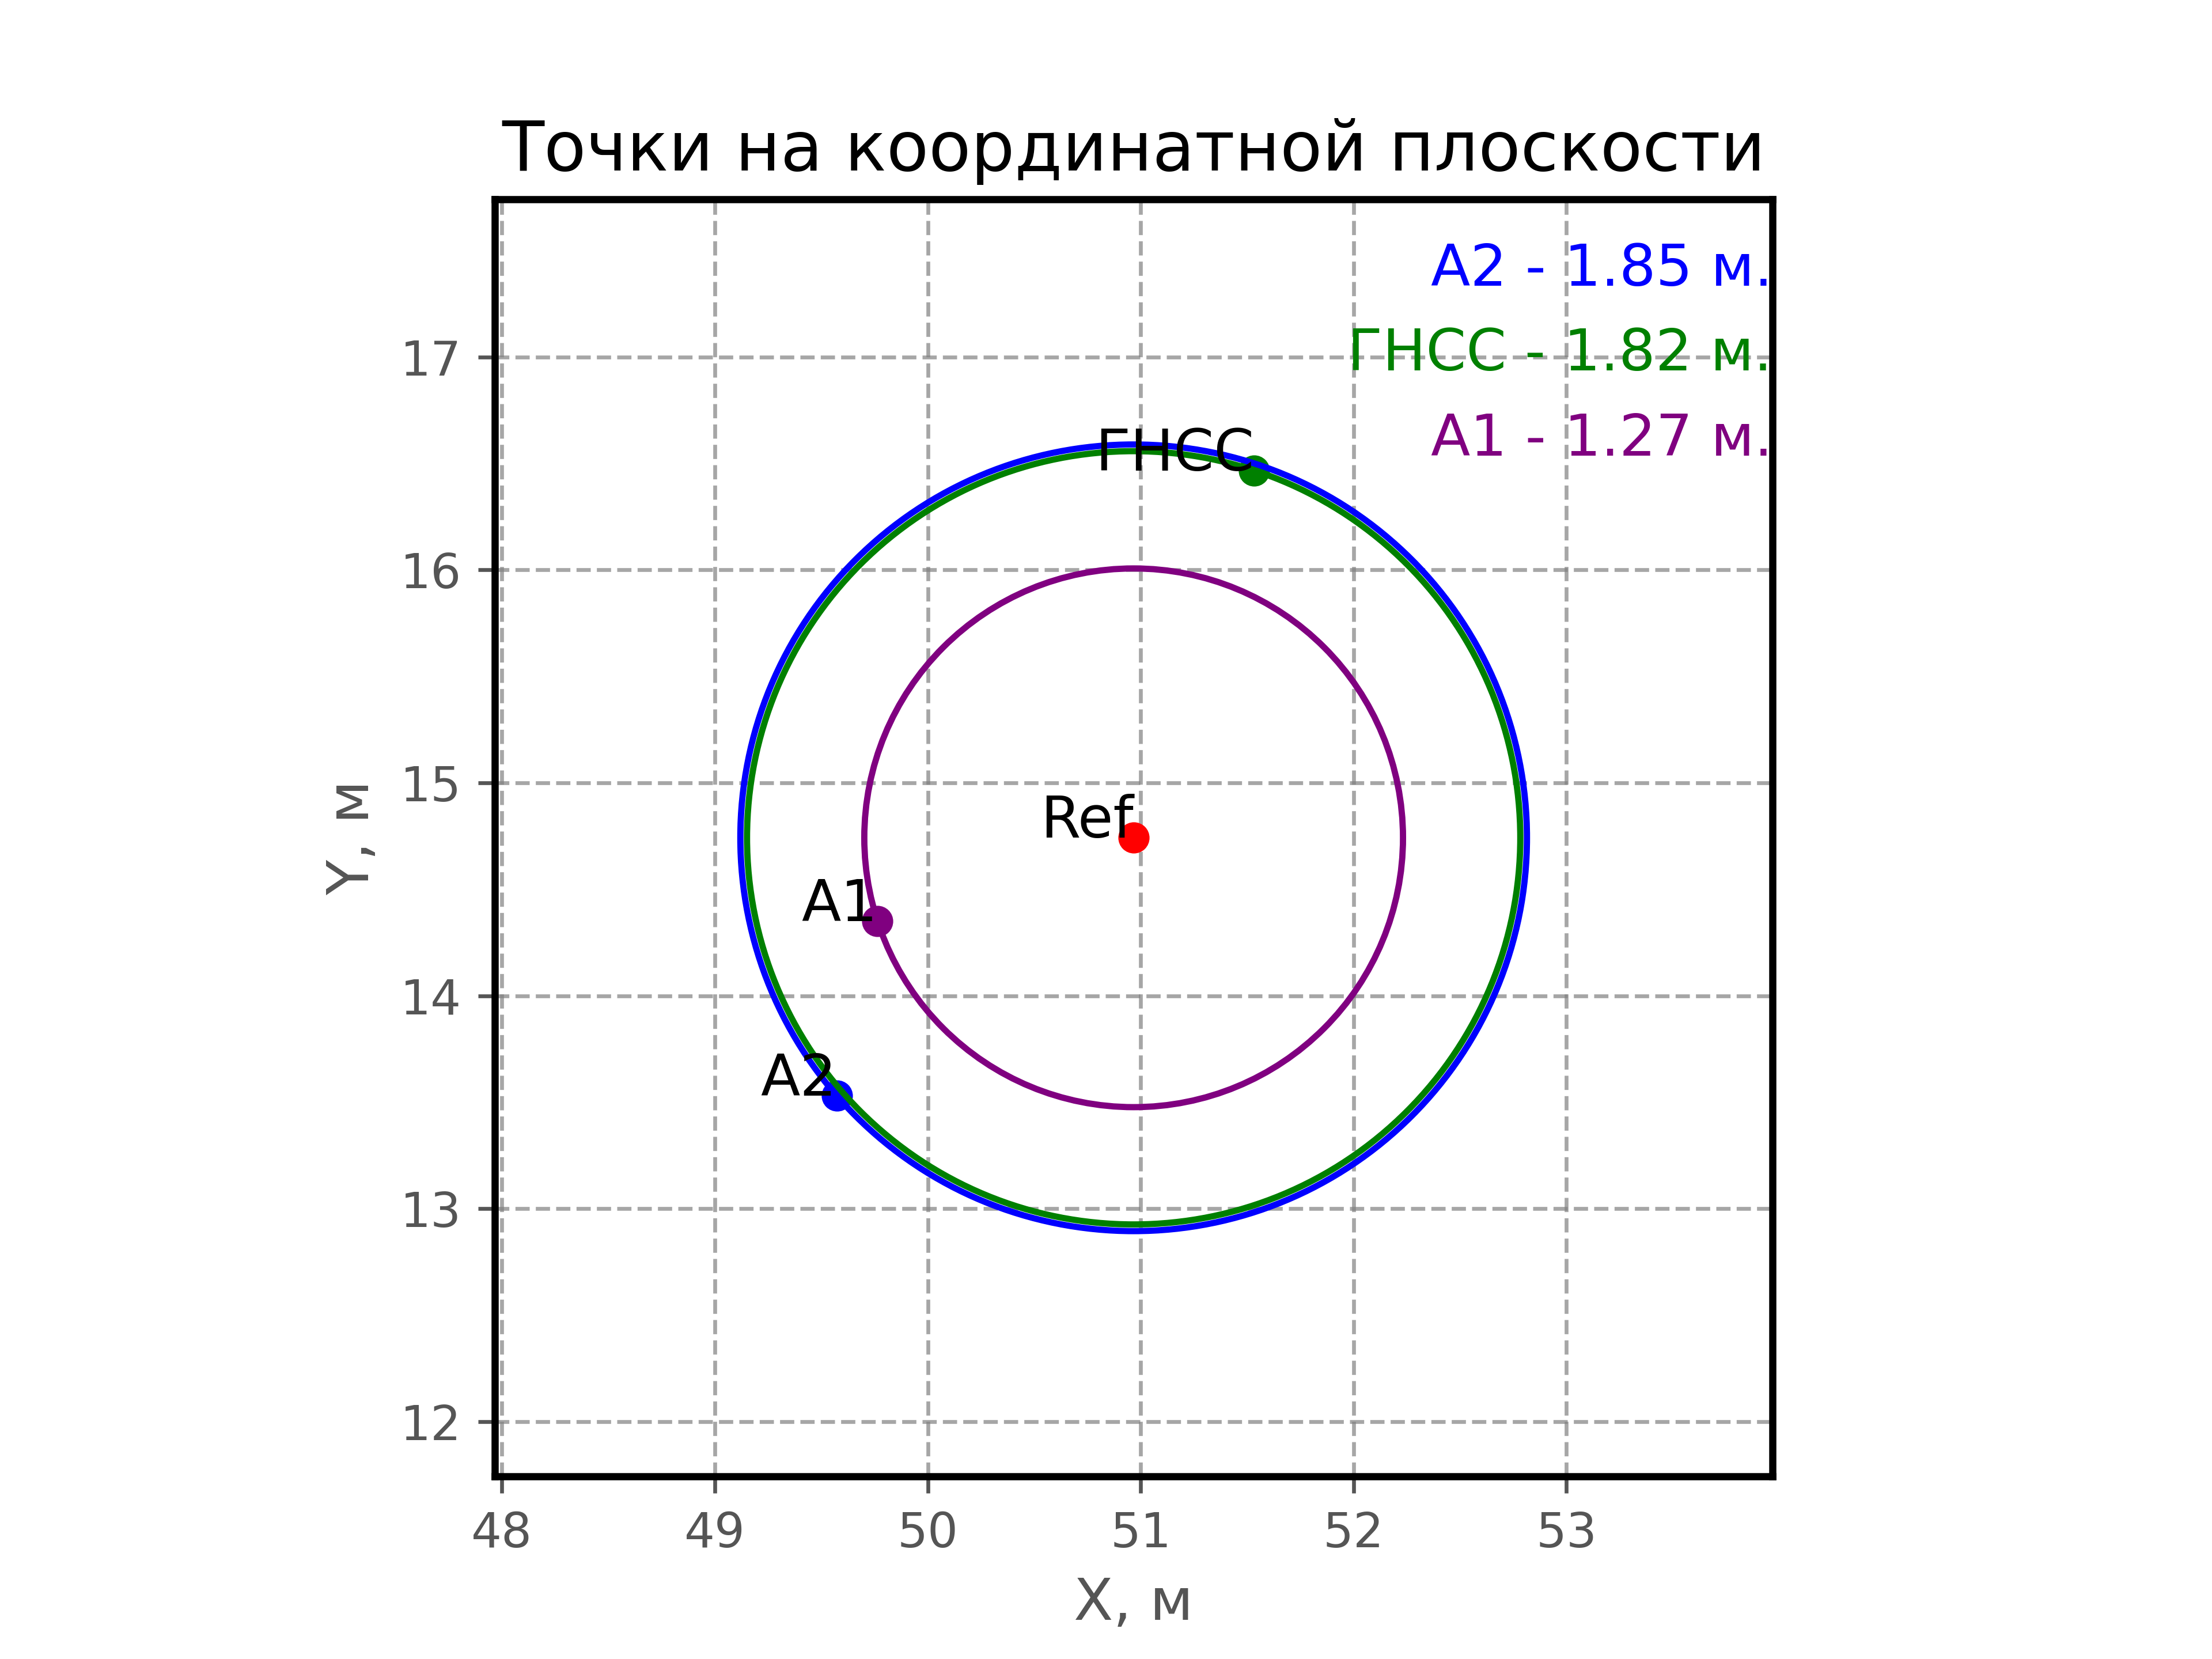 Точки на координатной плоскости
A2 - 1.85 м.
ГНСС - 1.82 м.
A1 - 1.27 м.
17
ГНСС
16
15
Ref
Y, м
A1
14
A2
13
12
48 49 50 51 52 53
X, м